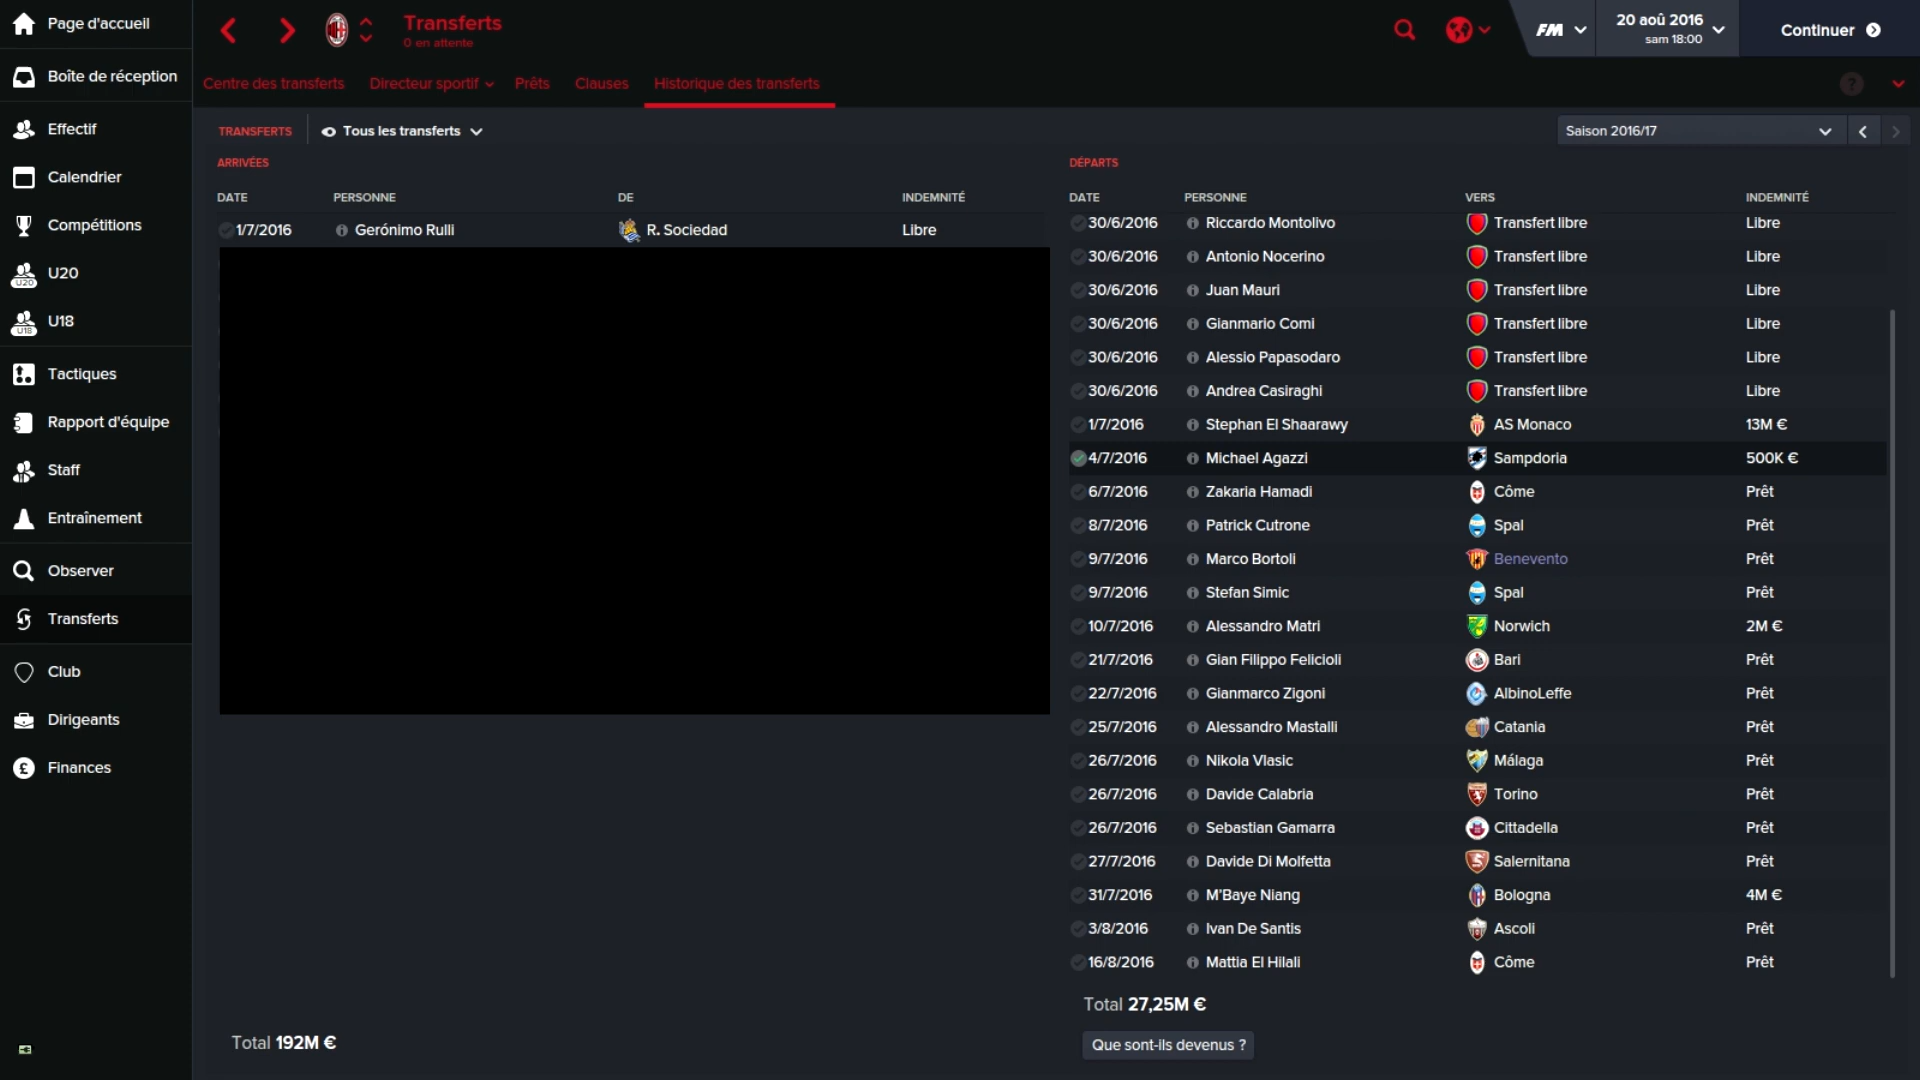 Page d'accueil
Boîte de réception
Effectif
Calendrier
Compétitions
U20
U20
U18
U18
Tactiques
Rapport d'équipe
Staff
Entraînement
Observer
Transferts
Club
Dirigeants
Finances
Transferts
0 en attente
FM
20 aoû 2016
sam 18:00
Continuer
Centre des transferts Directeur sportif Prêts Clauses Historique des transferts
?
TRANSFERTS Tous les transferts
Saison 2016/17
ARRIVÉES
DATE PERSONNE DE INDEMNITÉ
1/7/2016 Gerónimo Rulli R. Sociedad Libre
Total 192M €
DÉPARTS
DATE PERSONNE VERS INDEMNITÉ
30/6/2016 Riccardo Montolivo Transfert libre Libre
30/6/2016 Antonio Nocerino Transfert libre Libre
30/6/2016 Juan Mauri Transfert libre Libre
30/6/2016 Gianmario Comi Transfert libre Libre
30/6/2016 Alessio Papasodaro Transfert libre Libre
30/6/2016 Andrea Casiraghi Transfert libre Libre
1/7/2016 Stephan El Shaarawy AS Monaco 13M €
4/7/2016 Michael Agazzi Sampdoria 500K €
6/7/2016 Zakaria Hamadi Côme Prêt
8/7/2016 Patrick Cutrone Spal Prêt
9/7/2016 Marco Bortoli Benevento Prêt
9/7/2016 Stefan Simic Spal Prêt
10/7/2016 Alessandro Matri Norwich 2M €
21/7/2016 Gian Filippo Felicioli Bari Prêt
22/7/2016 Gianmarco Zigoni AlbinoLeffe Prêt
25/7/2016 Alessandro Mastalli Catania Prêt
26/7/2016 Nikola Vlasic Málaga Prêt
26/7/2016 Davide Calabria Torino Prêt
26/7/2016 Sebastian Gamarra Cittadella Prêt
27/7/2016 Davide Di Molfetta Salernitana Prêt
31/7/2016 M'Baye Niang Bologna 4M €
3/8/2016 Ivan De Santis Ascoli Prêt
16/8/2016 Mattia El Hilali Côme Prêt
Total 27,25M €
Que sont-ils devenus ?